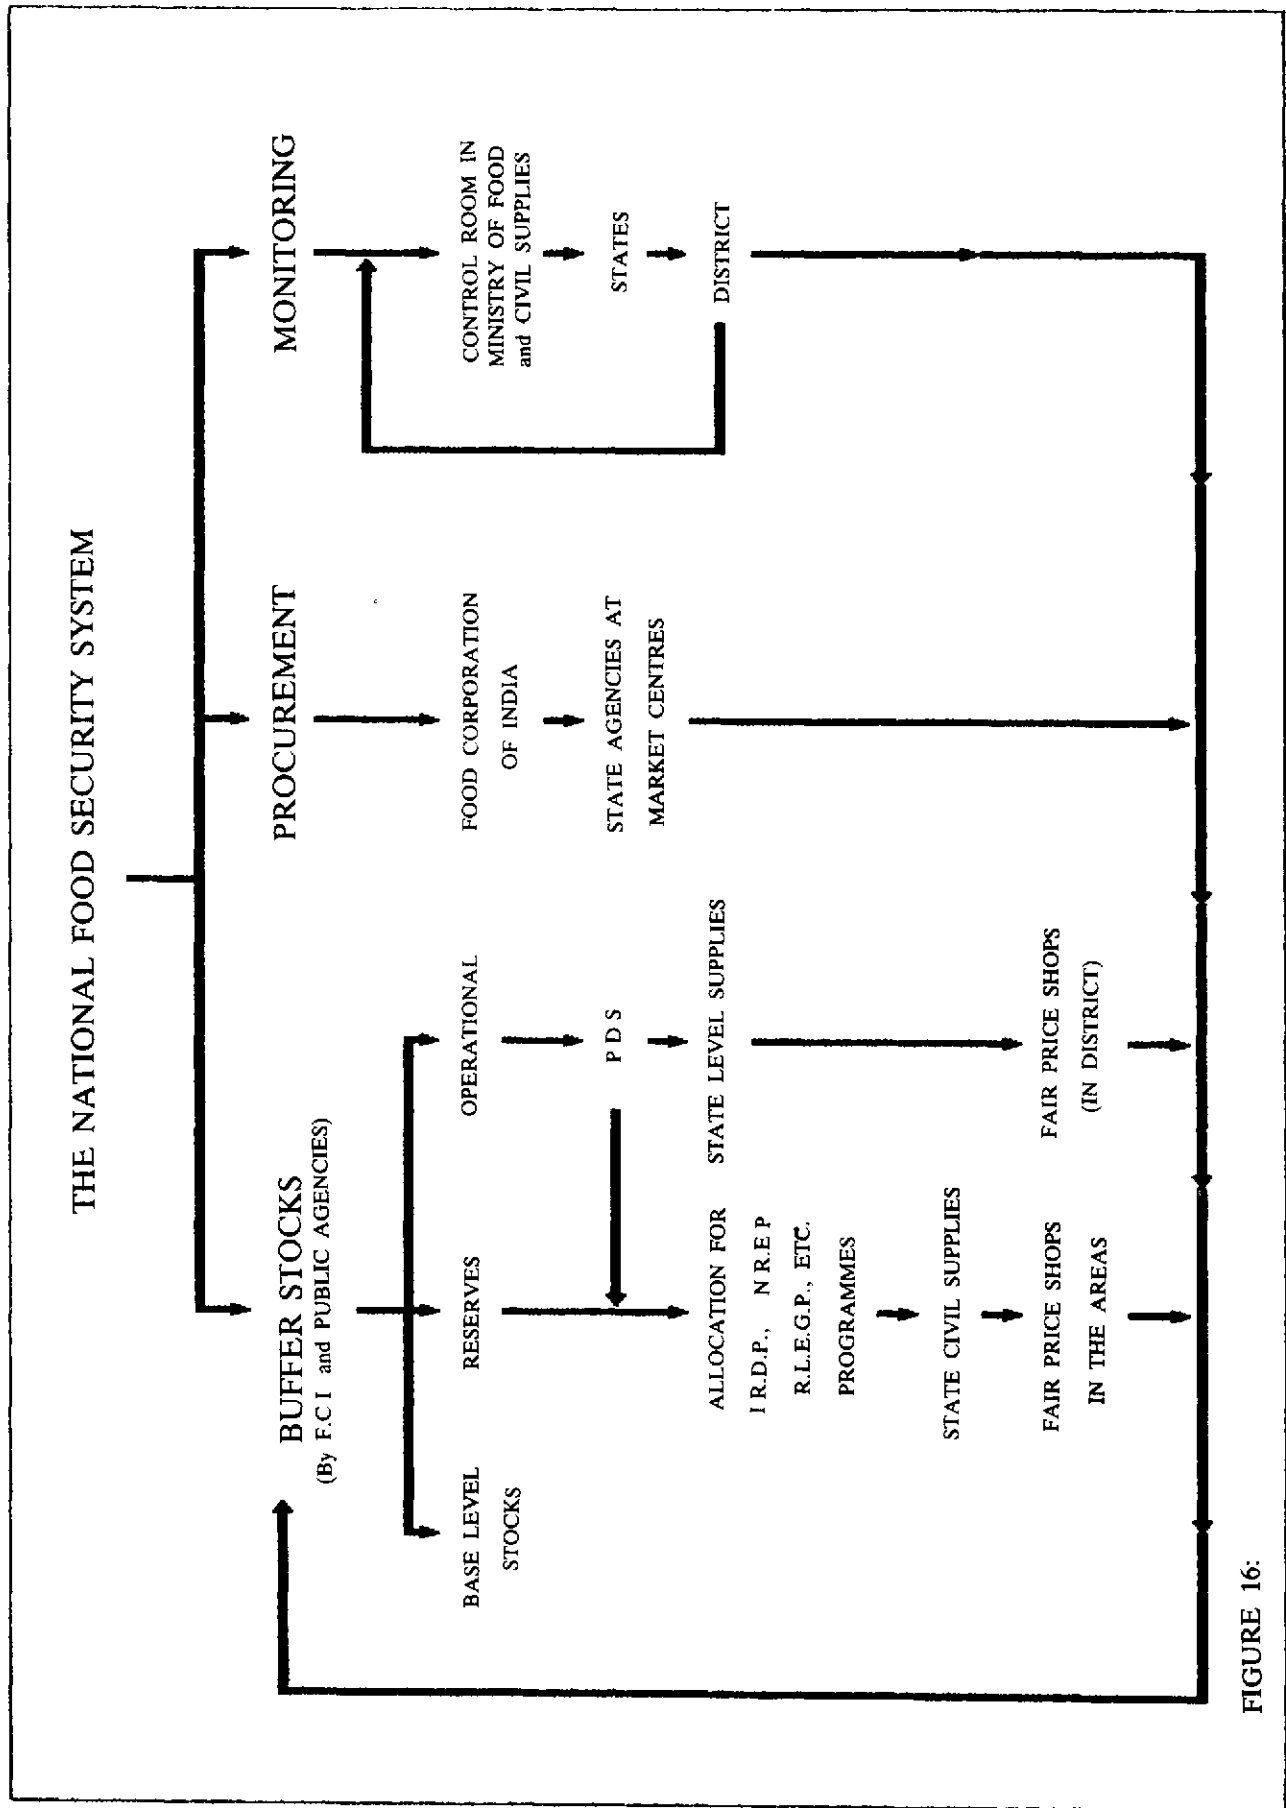 THE NATIONAL FOOD SECURITY SYSTEM
BUFFER STOCKS
(By F.C I and PUBLIC AGENCIES)
BASE LEVEL
STOCKS
RESERVES
OPERATIONAL
P D S
ALLOCATION FOR
I R.D.P., N R.E P
R.L.E.G.P., ETC.
PROGRAMMES
STATE LEVEL SUPPLIES
STATE CIVIL SUPPLIES
FAIR PRICE SHOPS
IN THE AREAS
FAIR PRICE SHOPS
(IN DISTRICT)
PROCUREMENT
FOOD CORPORATION
OF INDIA
STATE AGENCIES AT
MARKET CENTRES
MONITORING
CONTROL ROOM IN
MINISTRY OF FOOD
and CIVIL SUPPLIES
STATES
DISTRICT
FIGURE 16: